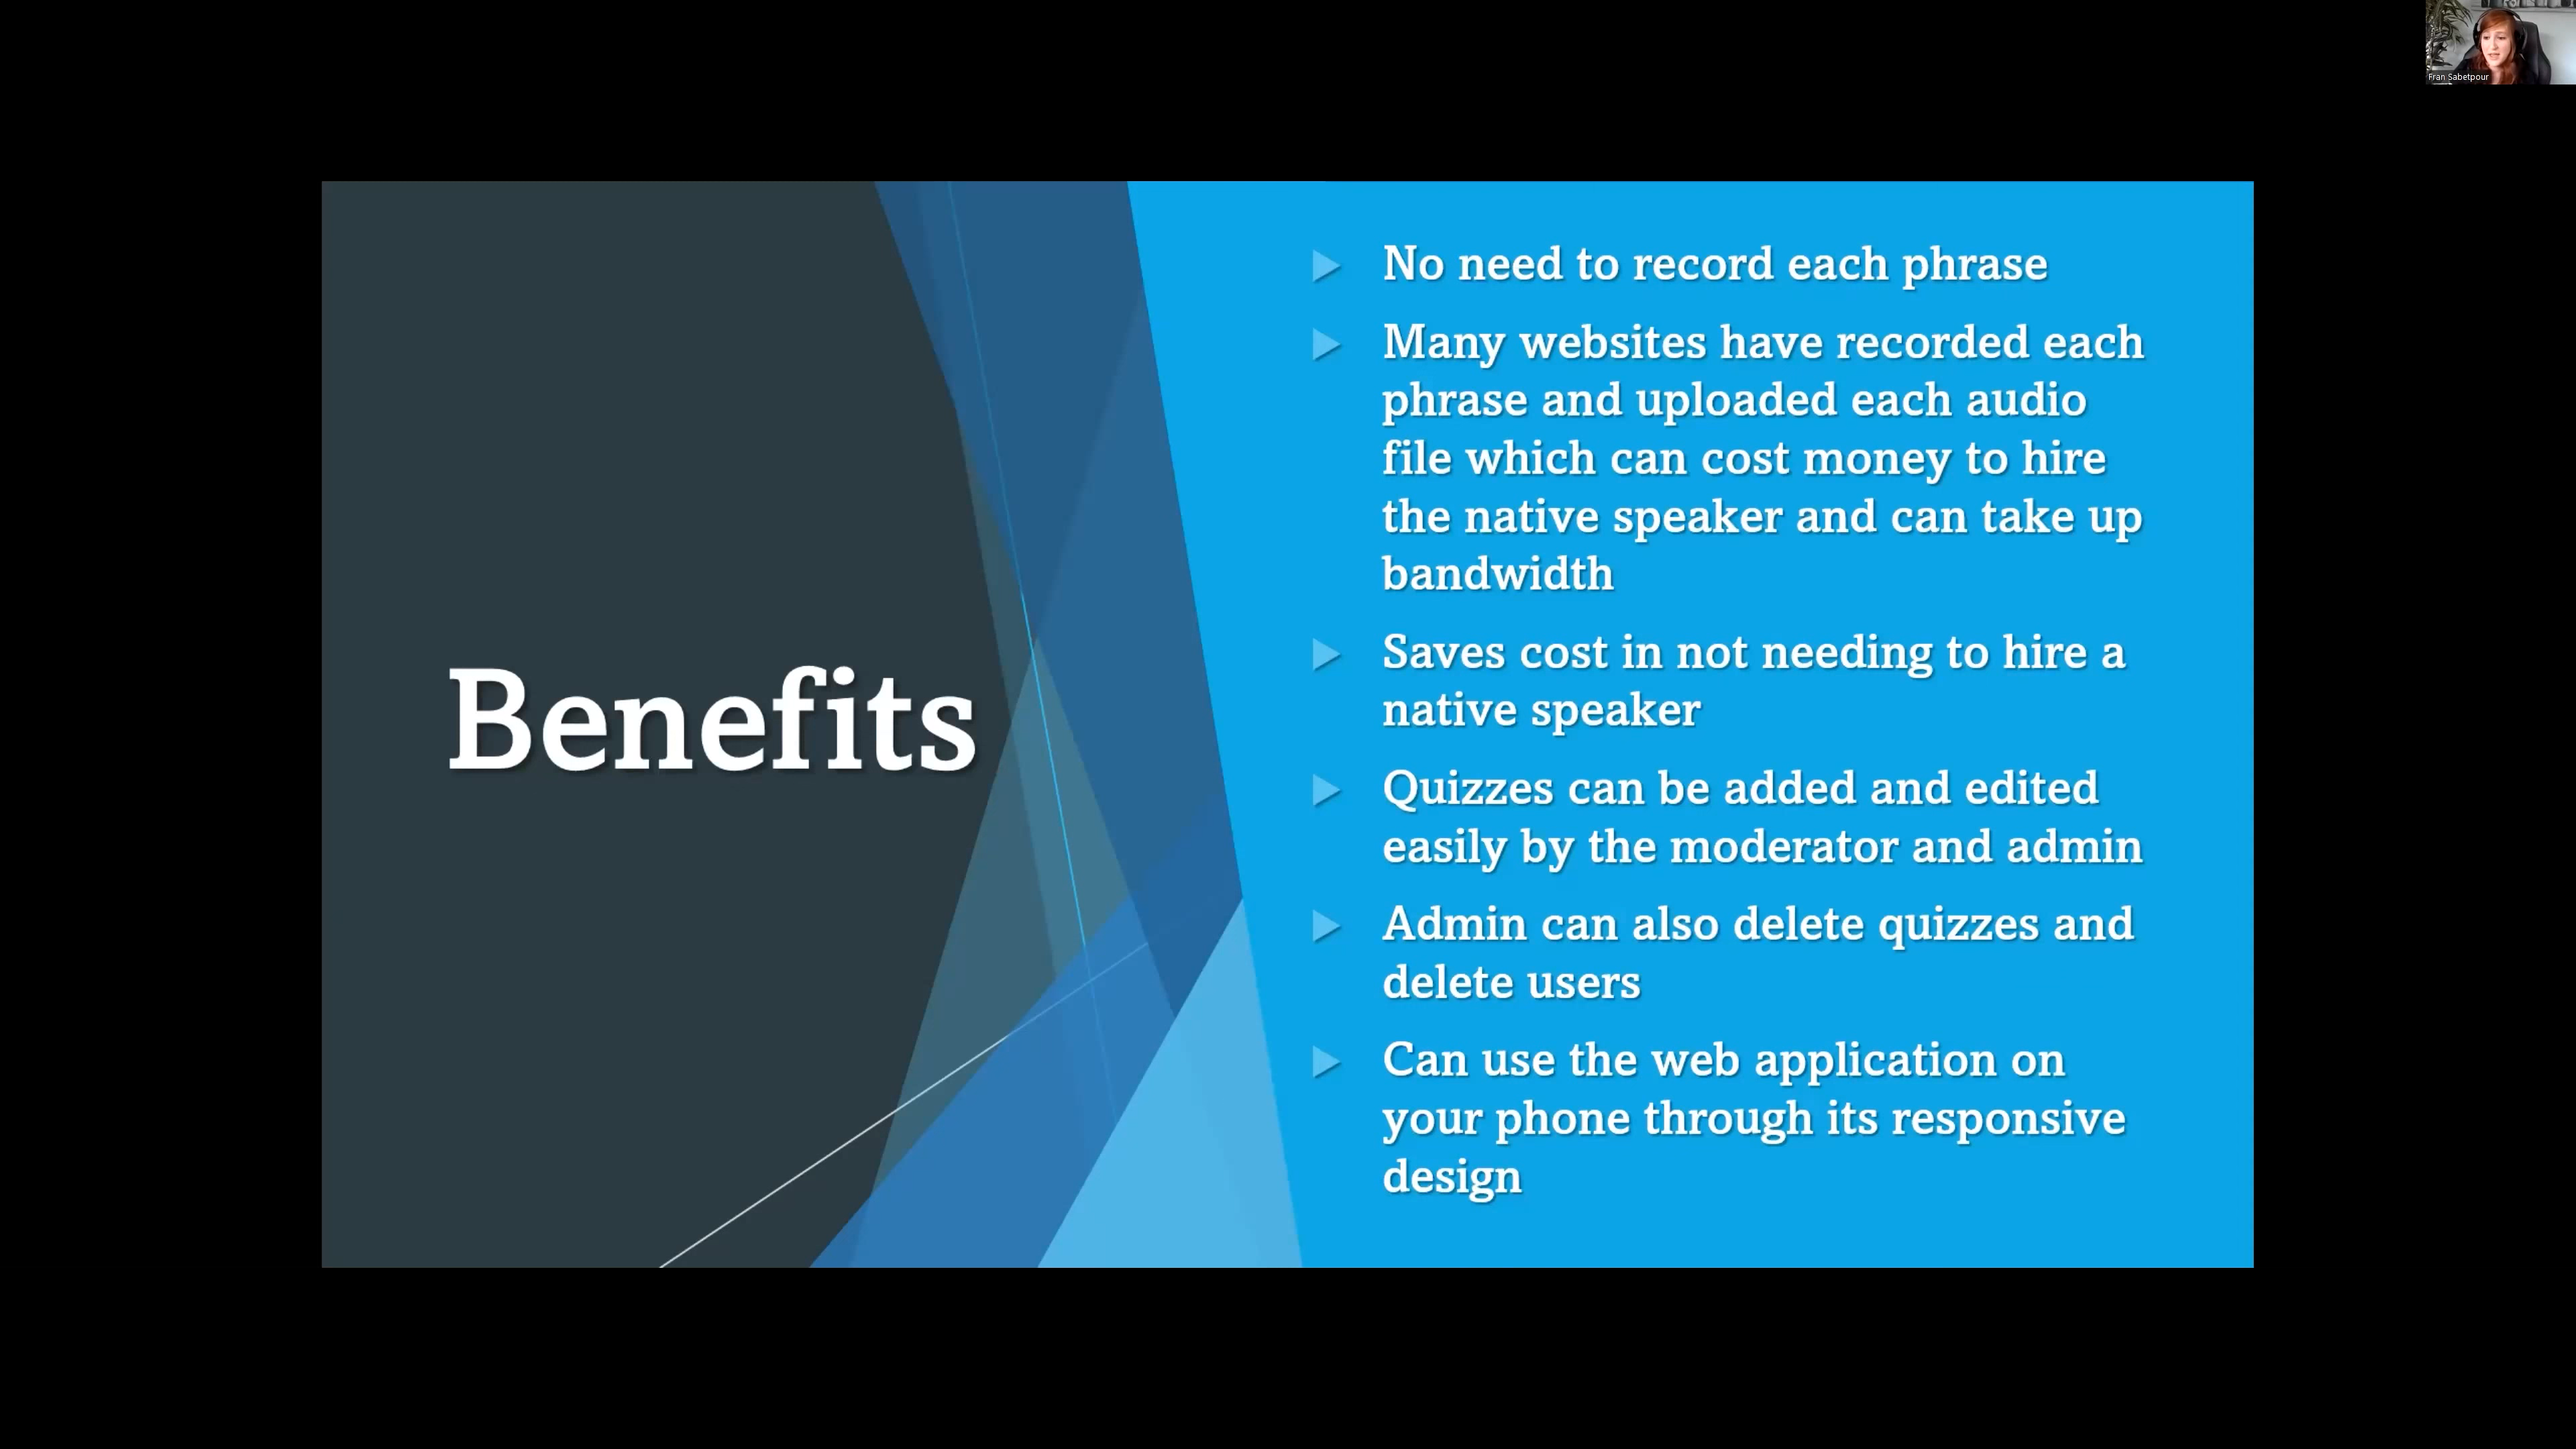 Fran Sabetpour
Benefits
No need to record each phrase
Many websites have recorded each
phrase and uploaded each audio
file which can cost money to hire
the native speaker and can take up
bandwidth
Saves cost in not needing to hire a
native speaker
Quizzes can be added and edited
easily by the moderator and admin
Admin can also delete quizzes and
delete users
Can use the web application on
your phone through its responsive
design